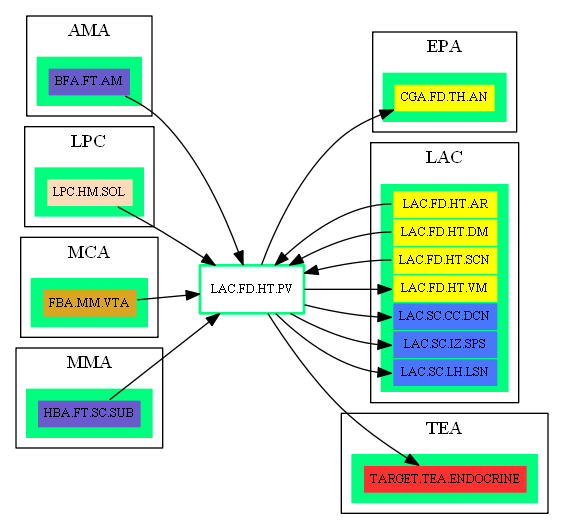 AMA
BFA.FT.AM
LPC
LPC.HM.SOL
MCA
FBA.MM.VTA
MMA
HBA.FT.SC.SUB
LAC.FD.HT.PV
EPA
CGA.FD.TH.AN
LAC
LAC.FD.HT.AR
LAC.FD.HT.DM
LAC.FD.HT.SCN
LAC.FD.HT.VM
LAC.SC.CC.DCN
LAC.SC.IZ.SPS
LAC.SC.LH.LSN
TEA
TARGET.TEA.ENDOCRINE